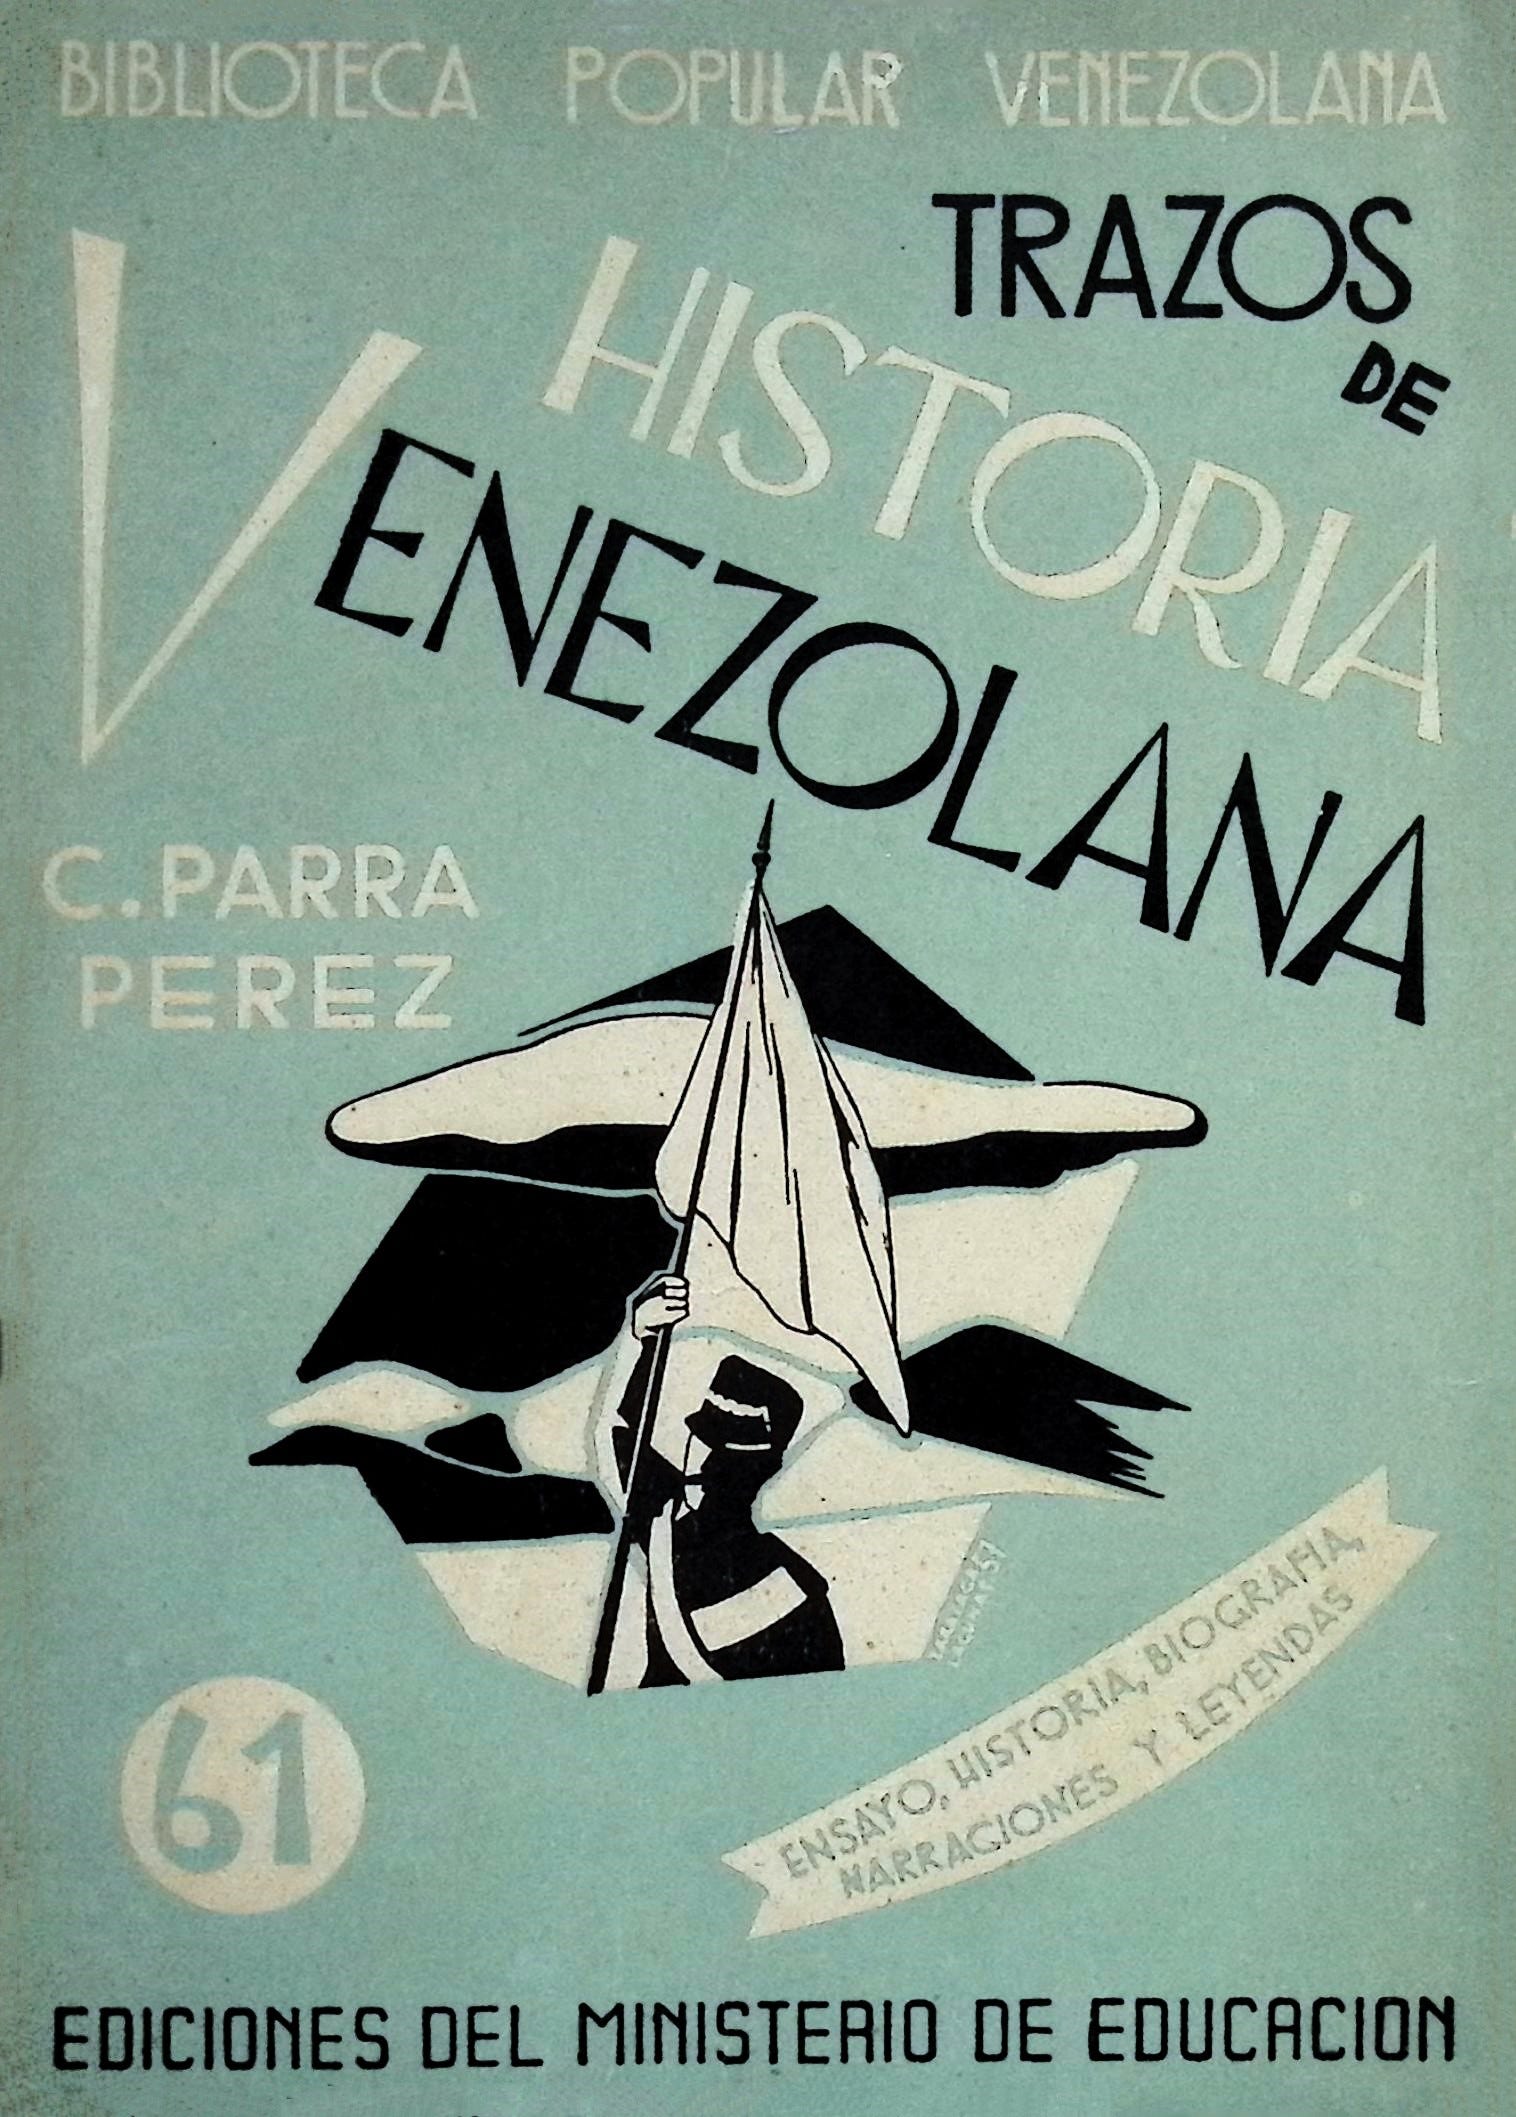 BIBLIOTECA POPULAR VENEZOLANA
TRAZOS
DE
HISTORIA
VENEZOLANA
C. PARRA
PEREZ
61
ENSAYO, HISTORIA, BIOGRAFIA,
NARRACIONES Y LEYENDAS
EDICIONES DEL MINISTERIO DE EDUCACION